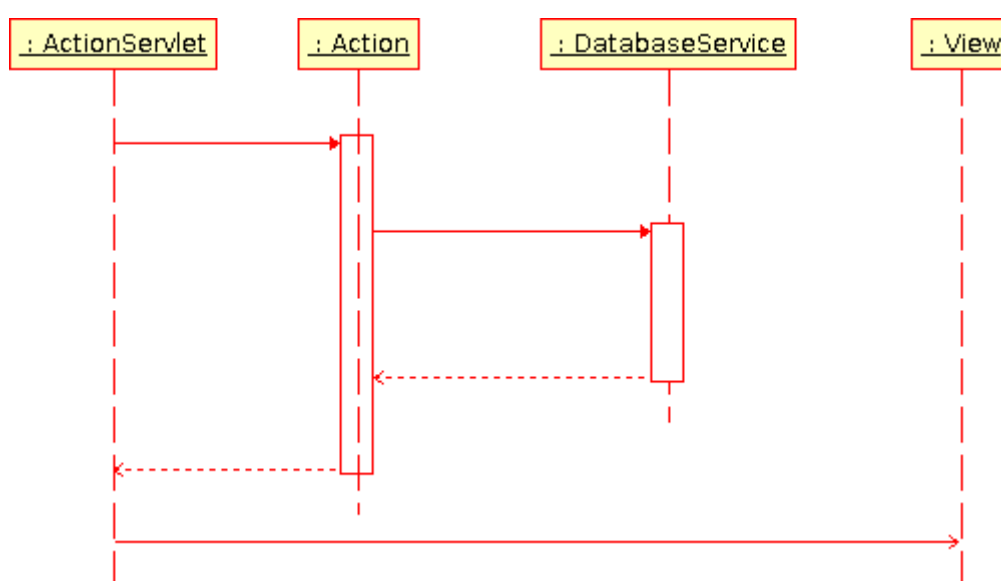 : ActionServlet
: Action
: DatabaseService
: View